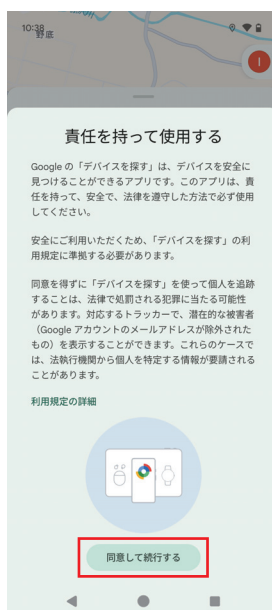 10:38
野底
責任を持って使用する
Google の「デバイスを探す」は、デバイスを安全に
見つけることができるアプリです。このアプリは、責
任を持って、安全で、法律を遵守した方法で必ず使用
してください。
安全にご利用いただくため、「デバイスを探す」の利
用規定に準拠する必要があります。
同意を得ずに「デバイスを探す」を使って個人を追跡
することは、法律で処罰される犯罪に当たる可能性
があります。対応するトラッカーで、潜在的な被害者
（Google アカウントのメールアドレスが除外された
もの）を表示することができます。これらのケースで
は、法執行機関から個人を特定する情報が要請される
ことがあります。
利用規定の詳細
同意して続行する